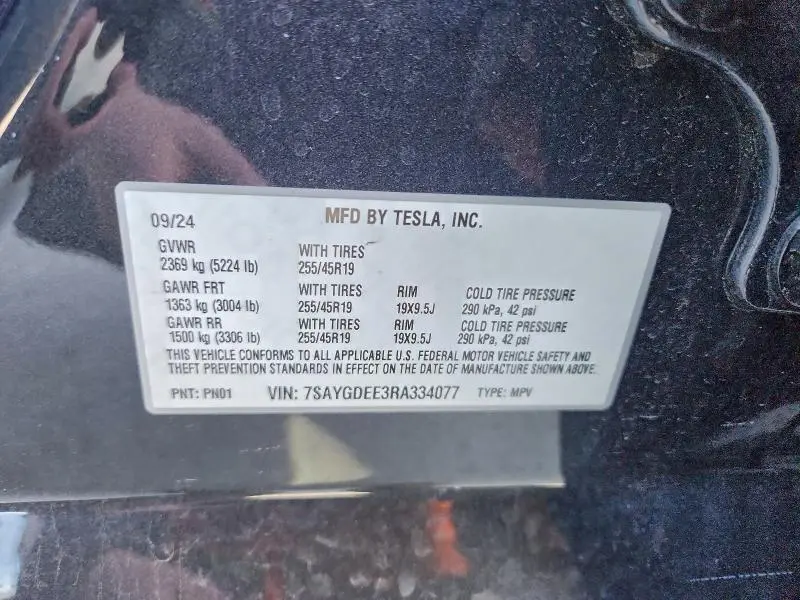 09/24 MFD BY TESLA, INC.
GVWR WITH TIRES
2369 kg (5224 lb) 255/45R19
GAWR FRT WITH TIRES RIM COLD TIRE PRESSURE
1363 kg (3004 lb) 255/45R19 19X9.5J 290 kPa, 42 psi
GAWR RR WITH TIRES RIM COLD TIRE PRESSURE
1500 kg (3306 lb) 255/45R19 19X9.5J 290 kPa, 42 psi
THIS VEHICLE CONFORMS TO ALL APPLICABLE U.S. FEDERAL MOTOR VEHICLE SAFETY AND
THEFT PREVENTION STANDARDS IN EFFECT ON THE DATE OF MANUFACTURE SHOWN ABOVE.
PNT: PN01 VIN: 7SAYGDEE3RA334077 TYPE: MPV